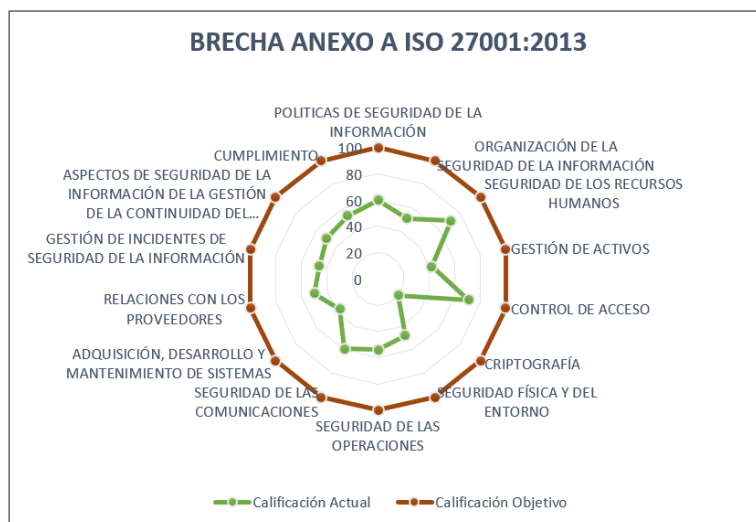 BRECHA ANEXO A ISO 27001:2013
POLITICAS DE SEGURIDAD DE LA
INFORMACIÓN
ORGANIZACIÓN DE LA
SEGURIDAD DE LA INFORMACIÓN
SEGURIDAD DE LOS RECURSOS
HUMANOS
GESTIÓN DE ACTIVOS
CONTROL DE ACCESO
CRIPTOGRAFÍA
SEGURIDAD FÍSICA Y DEL
ENTORNO
SEGURIDAD DE LAS
OPERACIONES
SEGURIDAD DE LAS
COMUNICACIONES
ADQUISICIÓN, DESARROLLO Y
MANTENIMIENTO DE SISTEMAS
RELACIONES CON LOS
PROVEEDORES
GESTIÓN DE INCIDENTES DE
SEGURIDAD DE LA INFORMACIÓN
ASPECTOS DE SEGURIDAD DE LA
INFORMACIÓN DE LA GESTIÓN
DE LA CONTINUIDAD DEL...
CUMPLIMIENTO
100
80
60
40
20
0
Calificación Actual
Calificación Objetivo